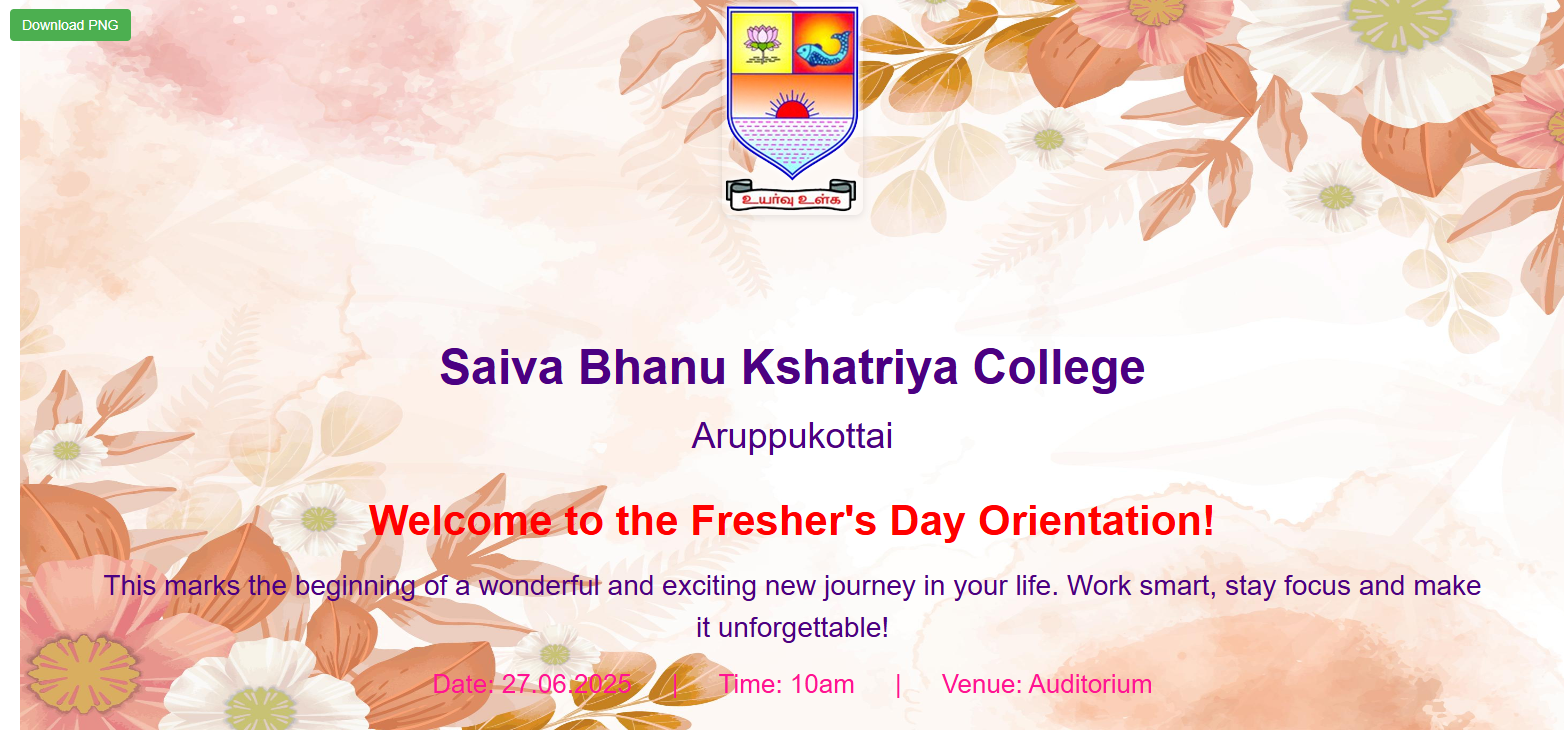 Download PNG
உயர்வு உள்க
Saiva Bhanu Kshatriya College
Aruppukottai
Welcome to the Fresher's Day Orientation!
This marks the beginning of a wonderful and exciting new journey in your life. Work smart, stay focus and make
it unforgettable!
Date: 27.06.2025 | Time: 10am | Venue: Auditorium